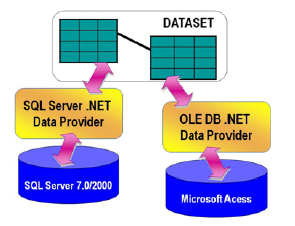 DATASET
SQL Server .NET
Data Provider
OLE DB .NET
Data Provider
SQL Server 7.0/2000
Microsoft Acess